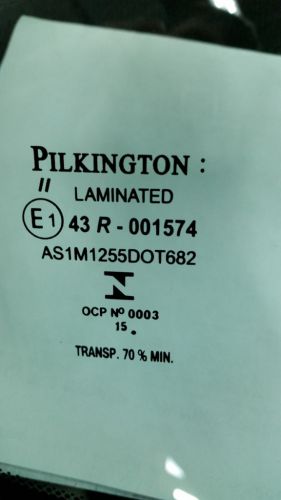 PILKINGTON :
"
LAMINATED
E1 43 R - 001574
AS1M1255DOT682
N
OCP Nº 0003
15 .
TRANSP. 70 % MIN.